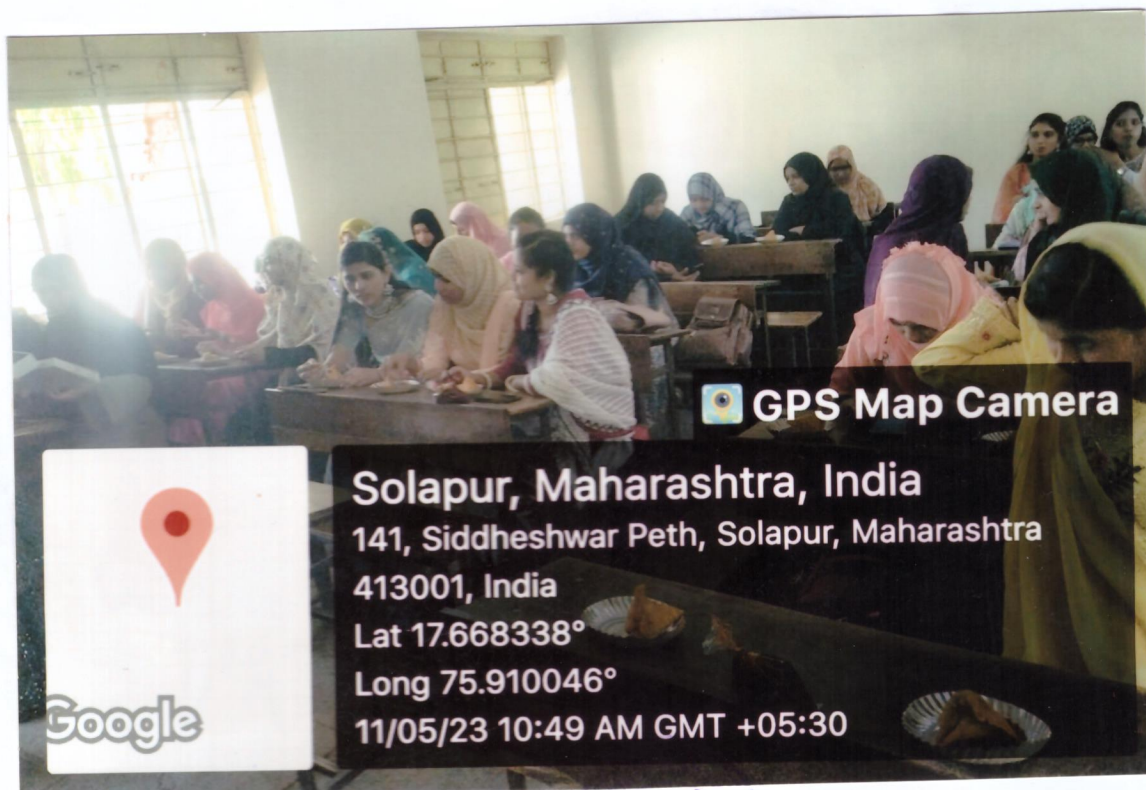 GPS Map Camera
Solapur, Maharashtra, India
141, Siddheshwar Peth, Solapur, Maharashtra
413001, India
Lat 17.668338°
Long 75.910046°
11/05/23 10:49 AM GMT +05:30
Google